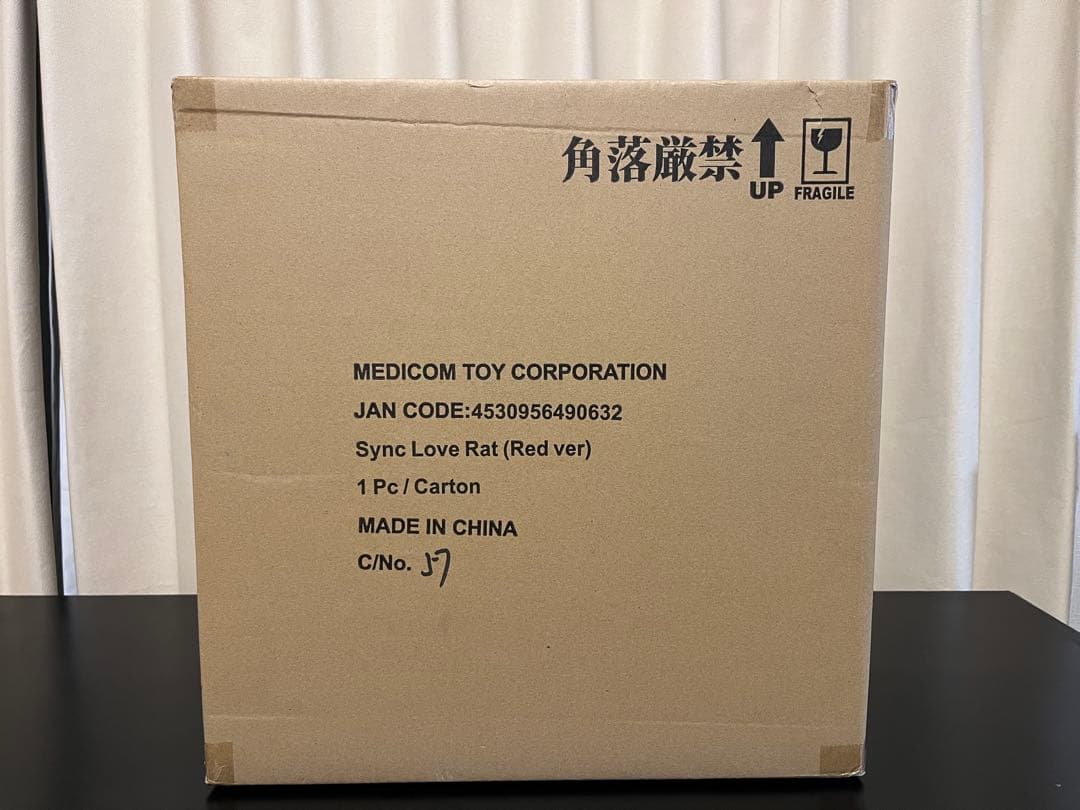 角落厳禁 UP FRAGILE
MEDICOM TOY CORPORATION
JAN CODE:4530956490632
Sync Love Rat (Red ver)
1 Pc / Carton
MADE IN CHINA
C/No. 57